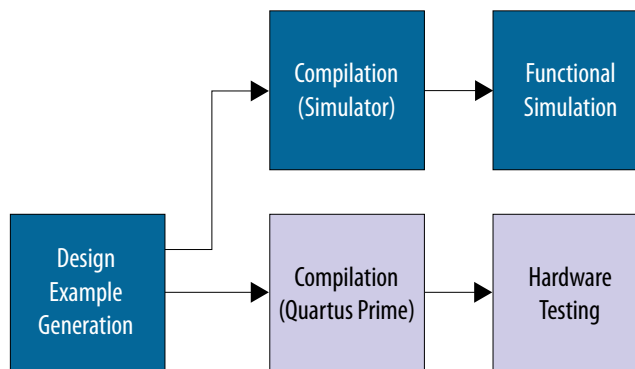 Compilation
(Simulator)
Functional
Simulation
Design
Example
Generation
Compilation
(Quartus Prime)
Hardware
Testing